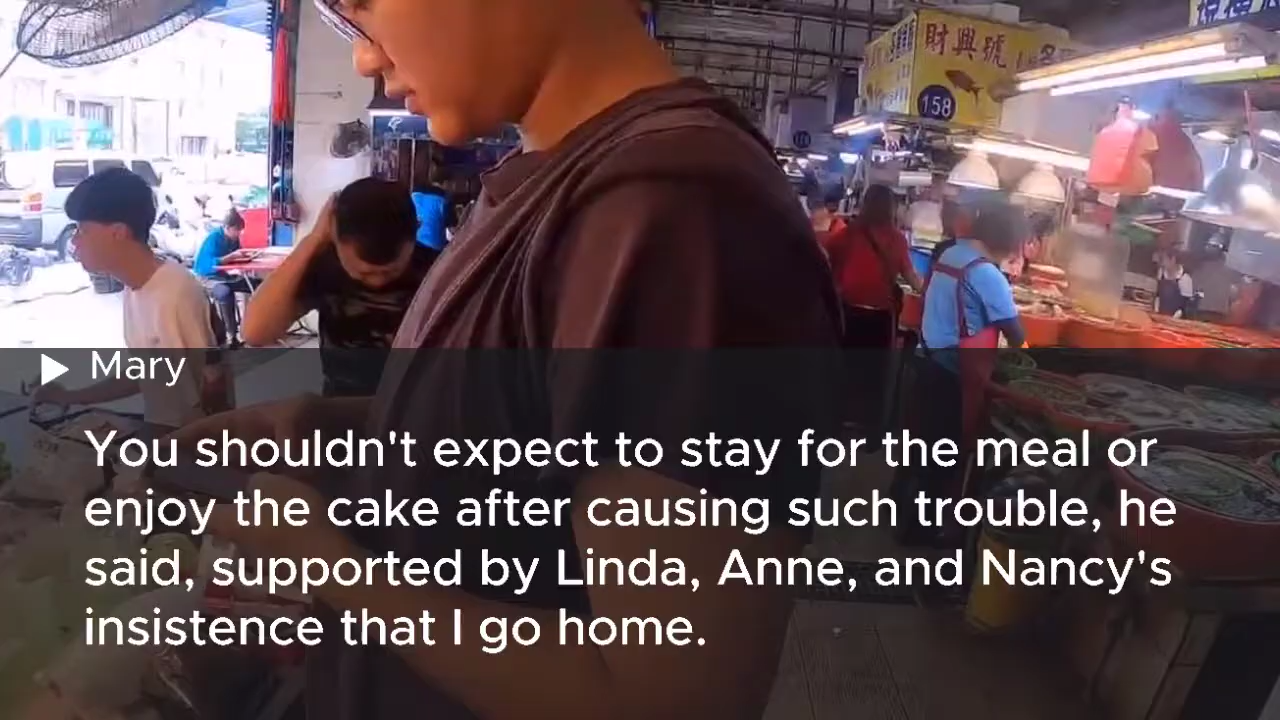 財興號
158
Mary
You shouldn't expect to stay for the meal or
enjoy the cake after causing such trouble, he
said, supported by Linda, Anne, and Nancy's
insistence that I go home.